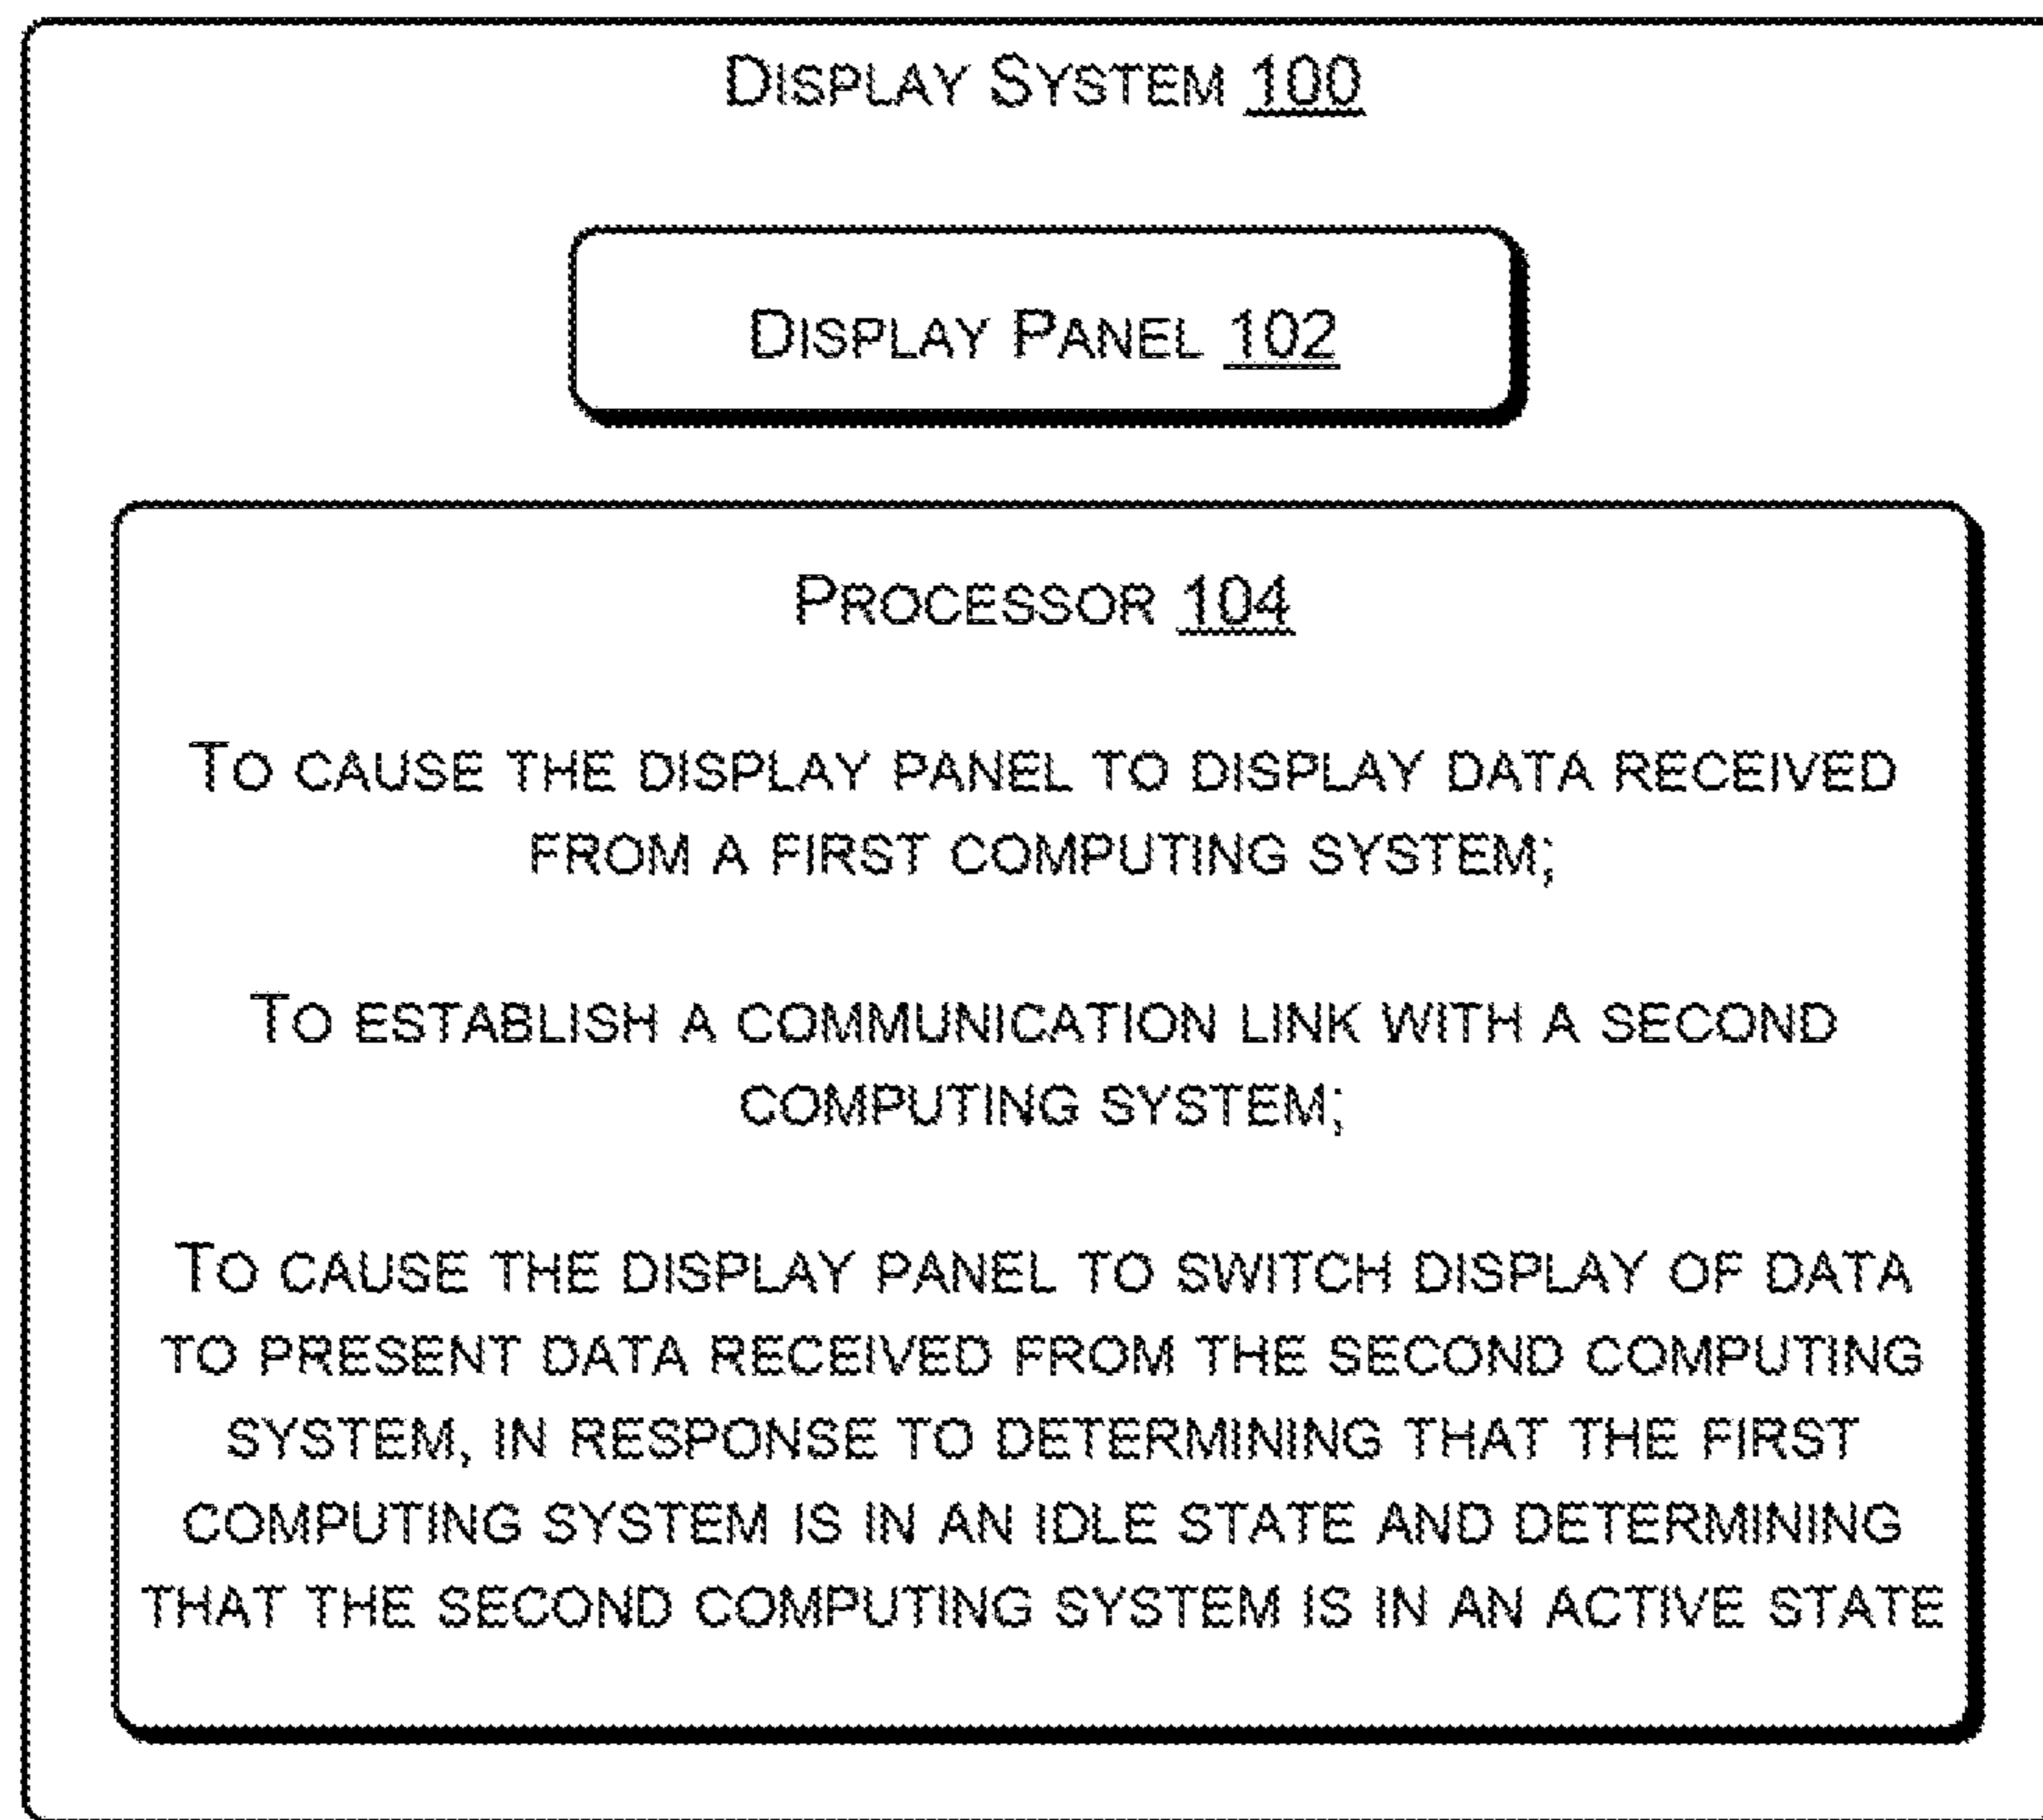 DISPLAY SYSTEM 100
DISPLAY PANEL 102
PROCESSOR 104
TO CAUSE THE DISPLAY PANEL TO DISPLAY DATA RECEIVED
FROM A FIRST COMPUTING SYSTEM;
TO ESTABLISH A COMMUNICATION LINK WITH A SECOND
COMPUTING SYSTEM;
TO CAUSE THE DISPLAY PANEL TO SWITCH DISPLAY OF DATA
TO PRESENT DATA RECEIVED FROM THE SECOND COMPUTING
SYSTEM, IN RESPONSE TO DETERMINING THAT THE FIRST
COMPUTING SYSTEM IS IN AN IDLE STATE AND DETERMINING
THAT THE SECOND COMPUTING SYSTEM IS IN AN ACTIVE STATE